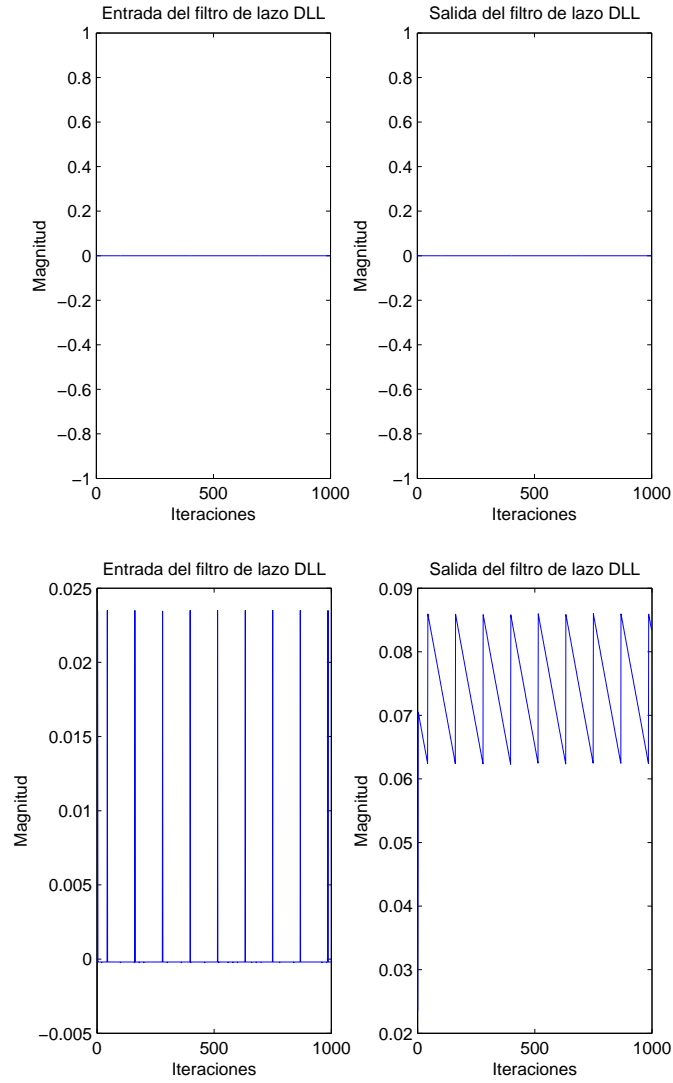 Entrada del filtro de lazo DLL
1
0.8
0.6
0.4
0.2
0
−0.2
−0.4
−0.6
−0.8
−1
Magnitud
0 500 1000
Iteraciones
Salida del filtro de lazo DLL
1
0.8
0.6
0.4
0.2
0
−0.2
−0.4
−0.6
−0.8
−1
Magnitud
0 500 1000
Iteraciones
Entrada del filtro de lazo DLL
0.025
0.02
0.015
0.01
0.005
0
−0.005
Magnitud
0 500 1000
Iteraciones
Salida del filtro de lazo DLL
0.09
0.08
0.07
0.06
0.05
0.04
0.03
0.02
Magnitud
0 500 1000
Iteraciones